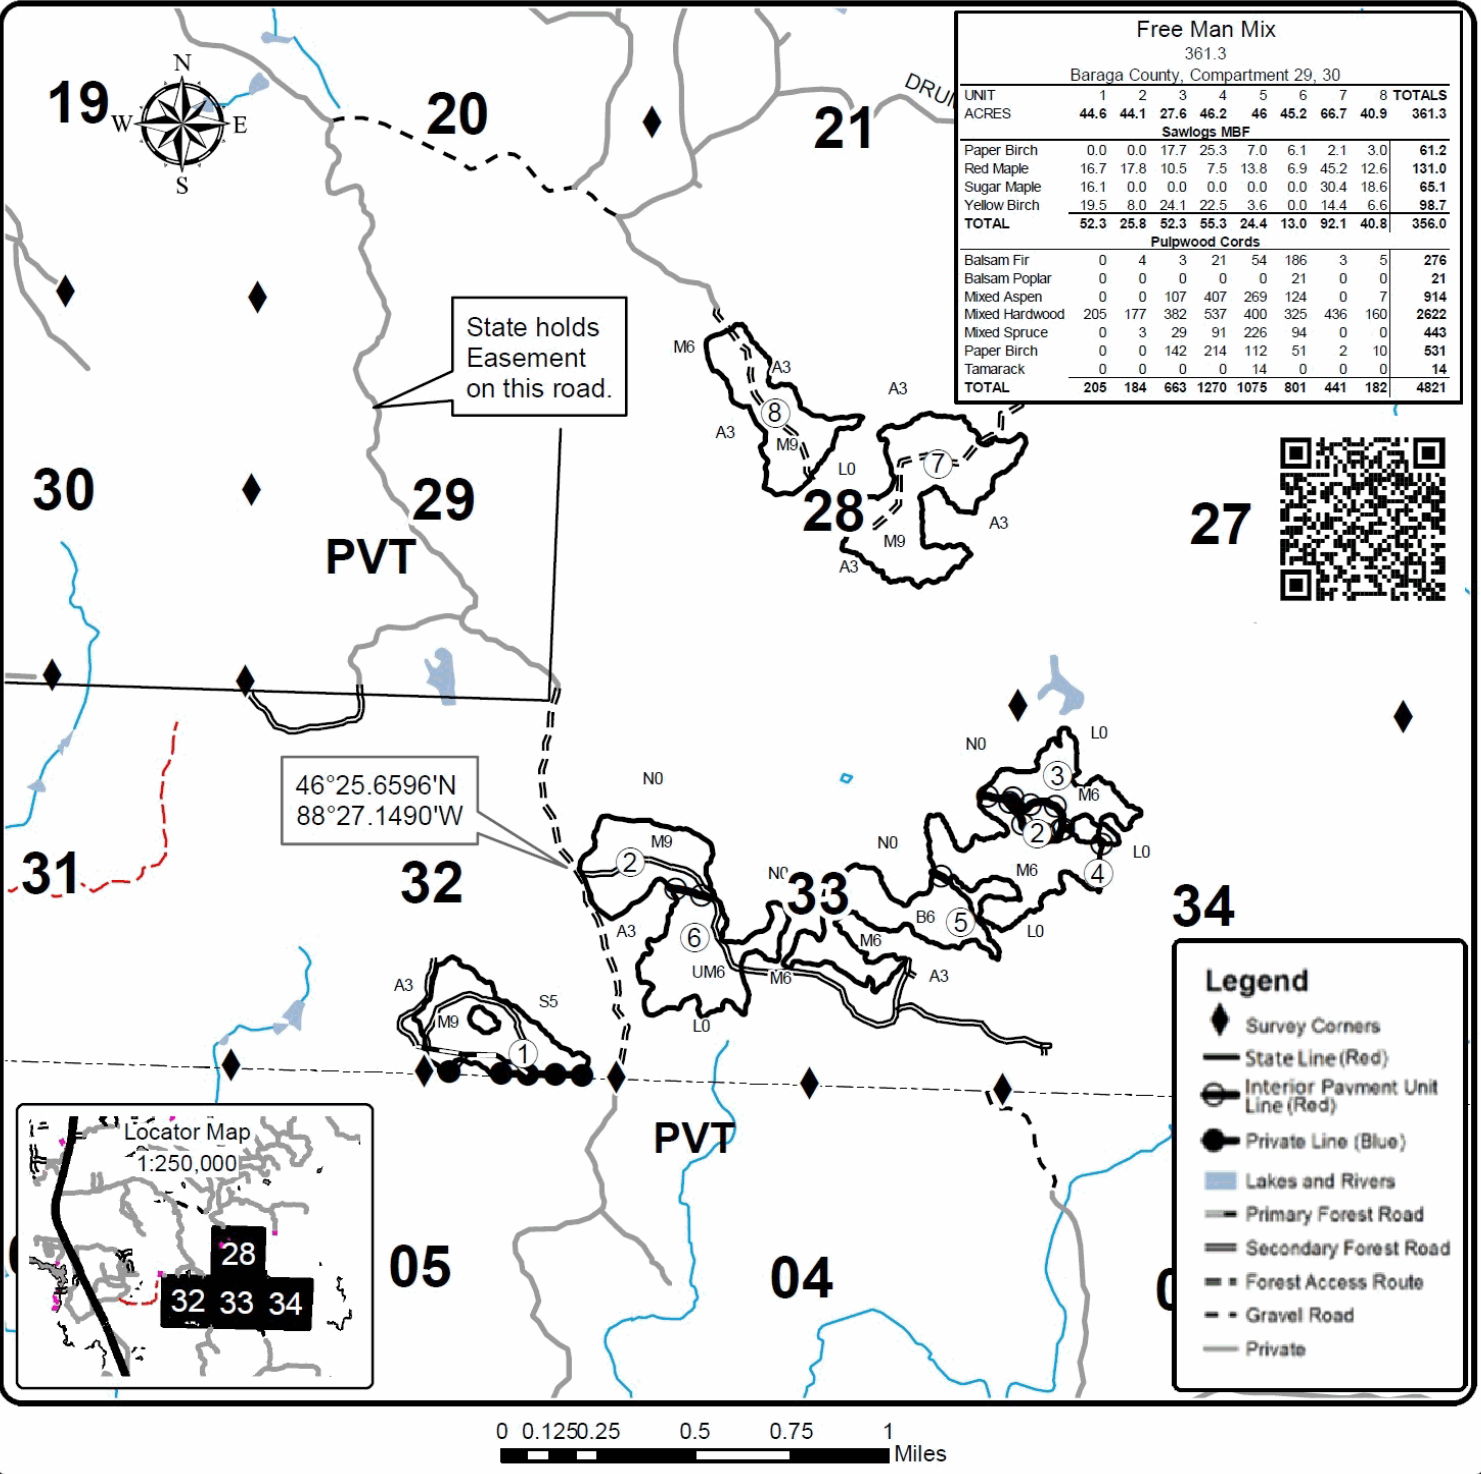 Free Man Mix
361.3
Baraga County, Compartment 29, 30
UNIT 1 2 3 4 5 6 7 8 TOTALS
ACRES 44.6 44.1 27.6 46.2 46 45.2 66.7 40.9 361.3
Sawlogs MBF
Paper Birch 0.0 0.0 17.7 25.3 7.0 6.1 2.1 3.0 61.2
Red Maple 16.7 17.8 10.5 7.5 13.8 6.9 45.2 12.6 131.0
Sugar Maple 16.1 0.0 0.0 0.0 0.0 0.0 30.4 18.6 65.1
Yellow Birch 19.5 8.0 24.1 22.5 3.6 0.0 14.4 6.6 98.7
TOTAL 52.3 25.8 52.3 55.3 24.4 13.0 92.1 40.8 356.0
Pulpwood Cords
Balsam Fir 0 4 3 21 54 186 3 5 276
Balsam Poplar 0 0 0 0 0 21 0 0 21
Mixed Aspen 0 0 107 407 269 124 0 7 914
Mixed Hardwood 205 177 382 537 400 325 436 160 2622
Mixed Spruce 0 3 29 91 226 94 0 0 443
Paper Birch 0 0 142 214 112 51 2 10 531
Tamarack 0 0 0 0 14 0 0 0 14
TOTAL 205 184 663 1270 1075 801 441 182 4821
N
W E
S
19
20
21
DRU
M6
A3
A3
8
A3
M9
L0
7
28
A3
M9
A3
State holds
Easement
on this road.
30
29
27
PVT
46°25.6596'N
88°27.1490'W
N0
N0
L0
3
M6
2
N0
M9
2
L0
M6
4
N0
31
32
33
34
B6
5
A3
6
M6
L0
UM6
M6
A3
A3
S5
M9
L0
1
PVT
05
04
0
Locator Map
1:250,000
28
32 33 34
Legend
Survey Corners
State Line (Red)
Interior Payment Unit
Line (Red)
Private Line (Blue)
Lakes and Rivers
Primary Forest Road
Secondary Forest Road
Forest Access Route
Gravel Road
Private
0 0.125 0.25 0.5 0.75 1
Miles